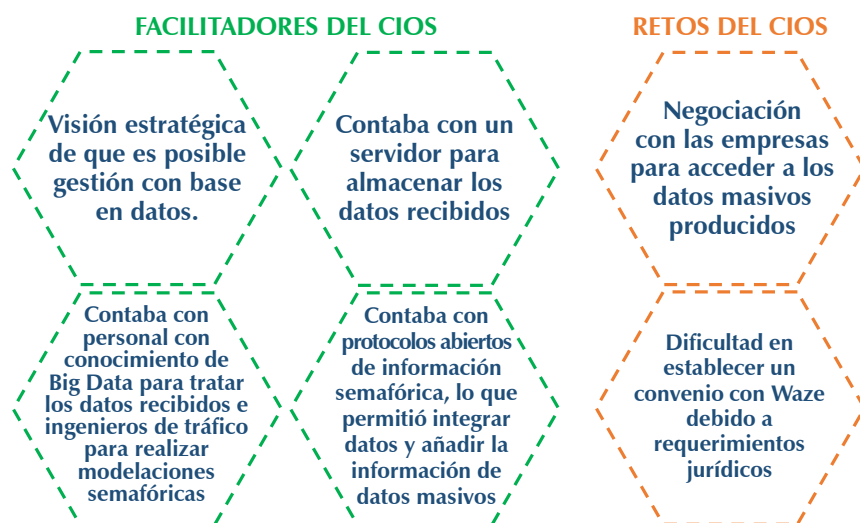 FACILITADORES DEL CIOS
Visión estratégica
de que es posible
gestión con base
en datos.
Contaba con un
servidor para
almacenar los
datos recibidos
Contaba con
personal con
conocimiento de
Big Data para tratar
los datos recibidos e
ingenieros de tráfico
para realizar
modelaciones
semafóricas
Contaba con
protocolos abiertos
de información
semafórica, lo que
permitió integrar
datos y añadir la
información de
datos masivos
RETOS DEL CIOS
Negociación
con las empresas
para acceder a los
datos masivos
producidos
Dificultad en
establecer un
convenio con Waze
debido a
requerimientos
jurídicos